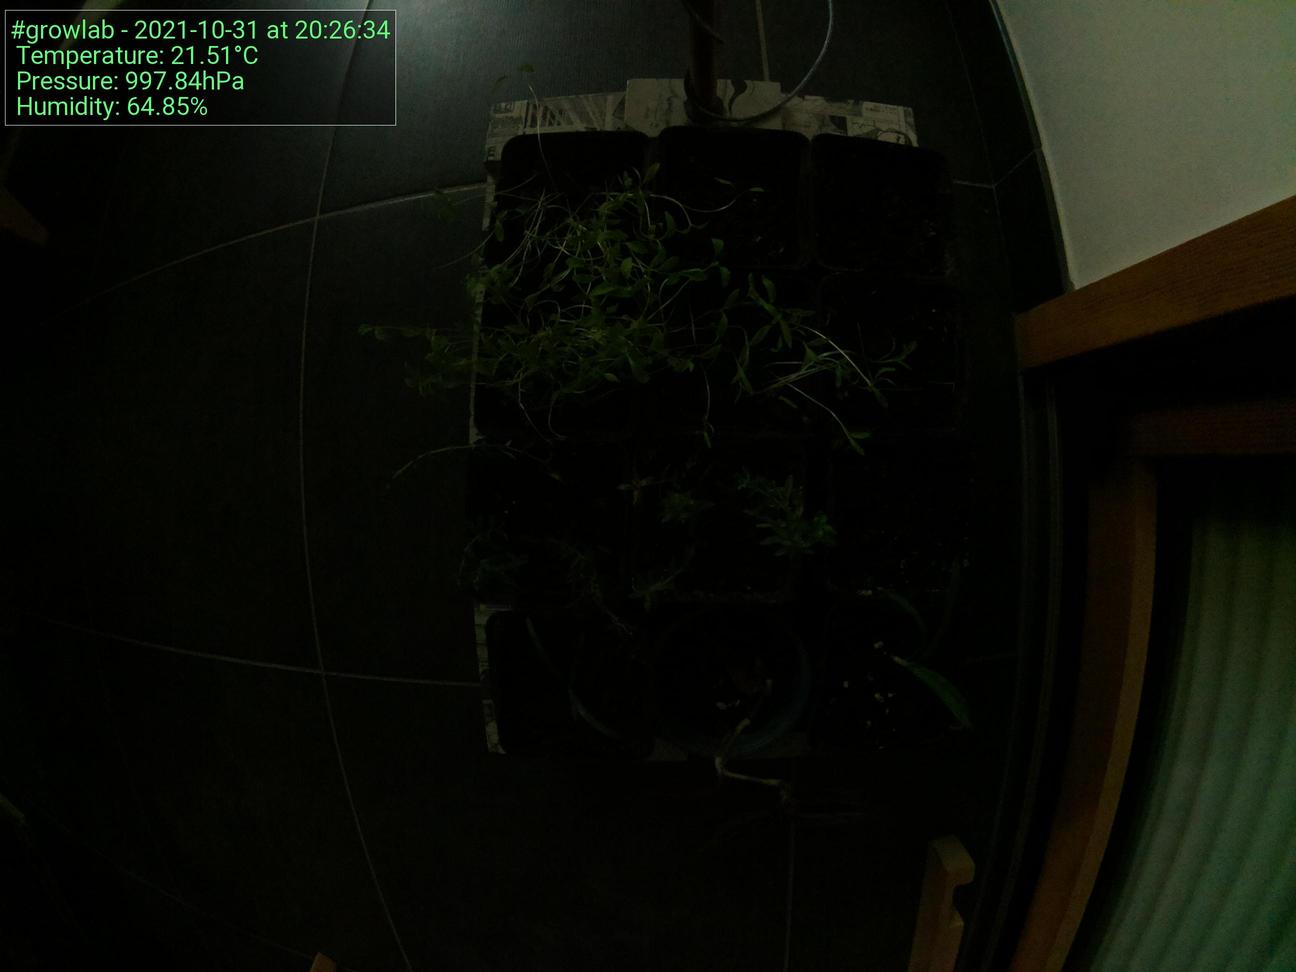 #growlab - 2021-10-31 at 20:26:34
Temperature: 21.51°C
Pressure: 997.84hPa
Humidity: 64.85%